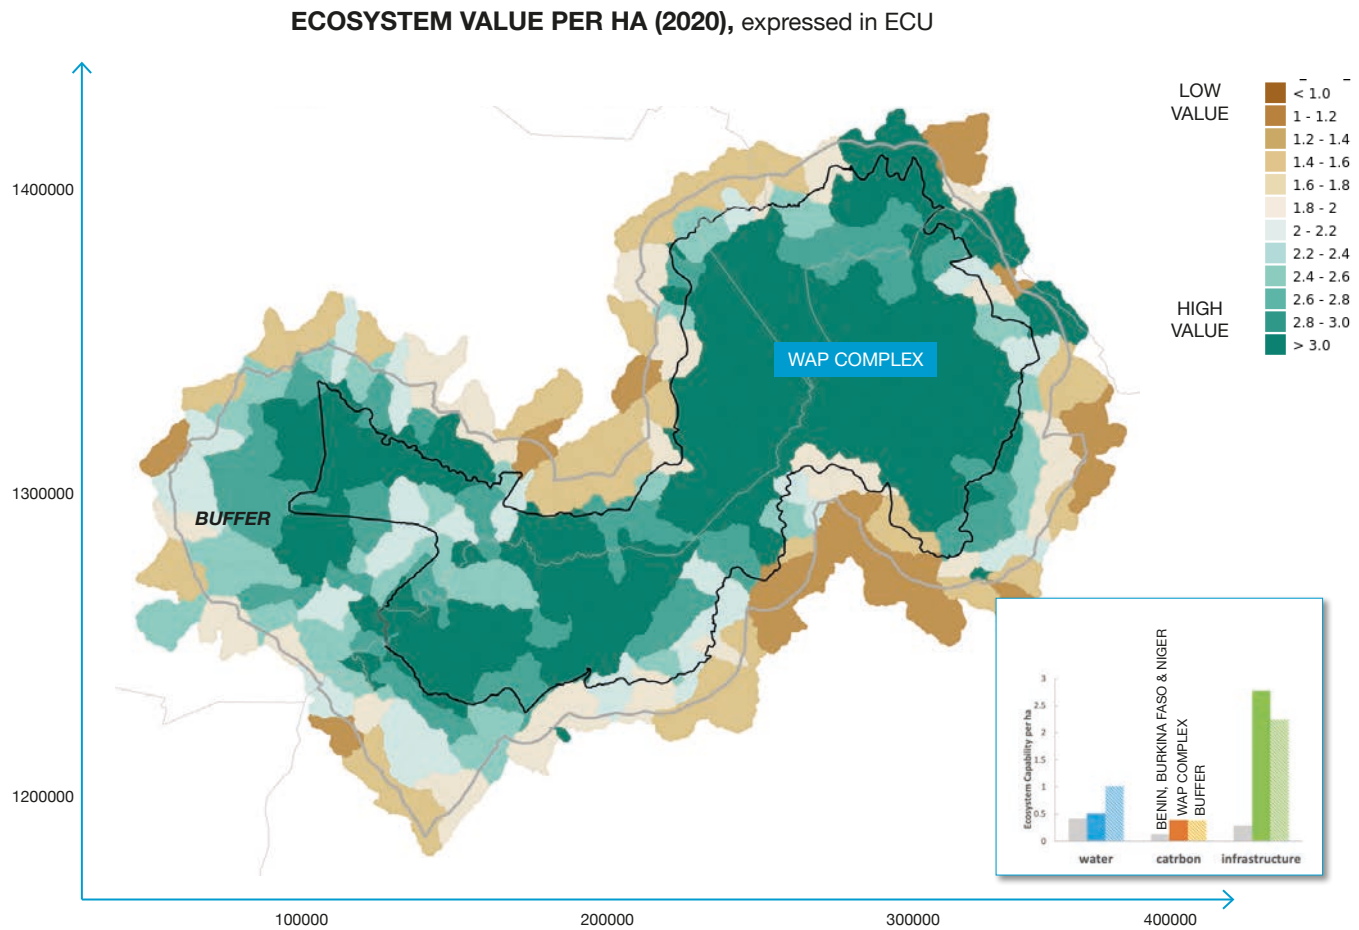 ECOSYSTEM VALUE PER HA (2020), expressed in ECU
LOW
VALUE
HIGH
VALUE
< 1.0
1 - 1.2
1.2 - 1.4
1.4 - 1.6
1.6 - 1.8
1.8 - 2
2 - 2.2
2.2 - 2.4
2.4 - 2.6
2.6 - 2.8
2.8 - 3.0
> 3.0
1400000
1300000
1200000
WAP COMPLEX
BUFFER
Ecosystem Capability per ha
3
2.5
2
1.5
1
0.5
0
BENIN, BURKINA FASO & NIGER
WAP COMPLEX
BUFFER
water
catrbon
infrastructure
100000
200000
300000
400000